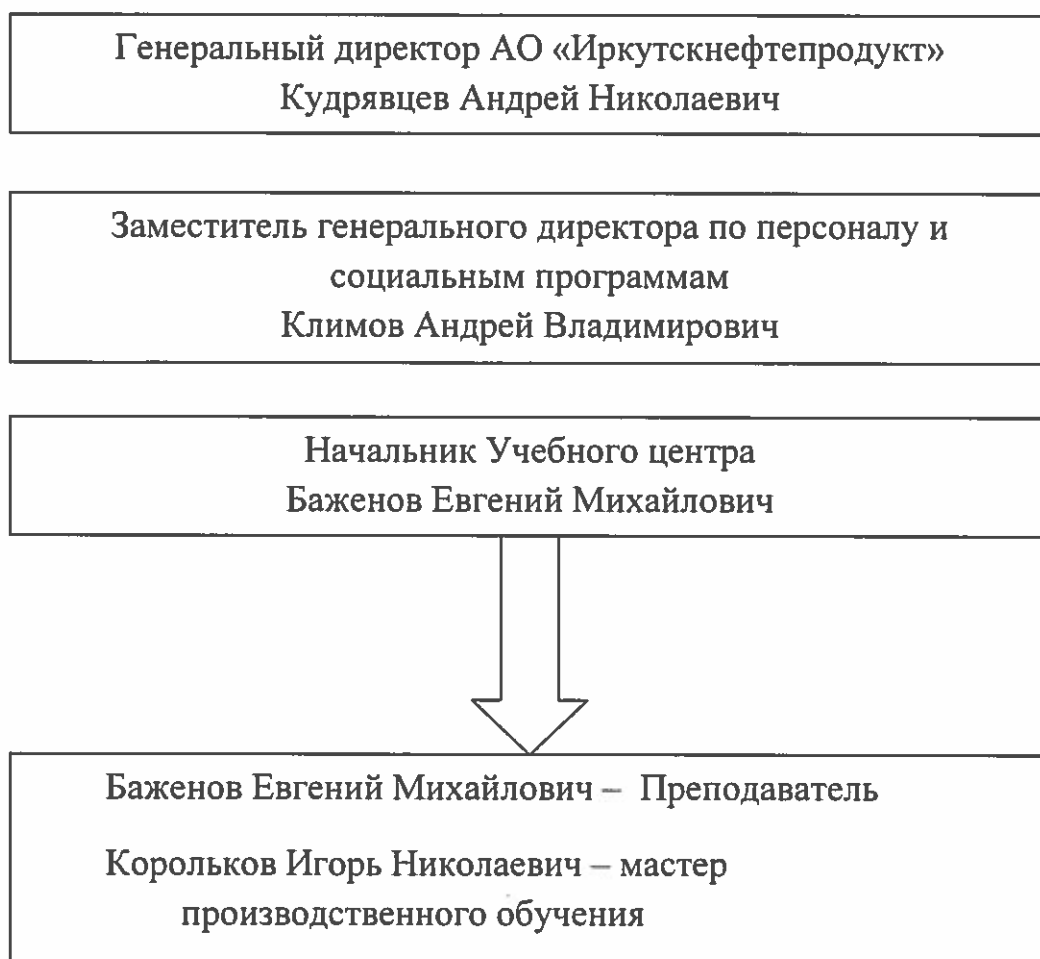 Генеральный директор АО «Иркутскнефтепродукт»
Кудрявцев Андрей Николаевич
Заместитель генерального директора по персоналу и
социальным программам
Климов Андрей Владимирович
Начальник Учебного центра
Баженов Евгений Михайлович
Баженов Евгений Михайлович – Преподаватель
Корольков Игорь Николаевич – мастер
производственного обучения